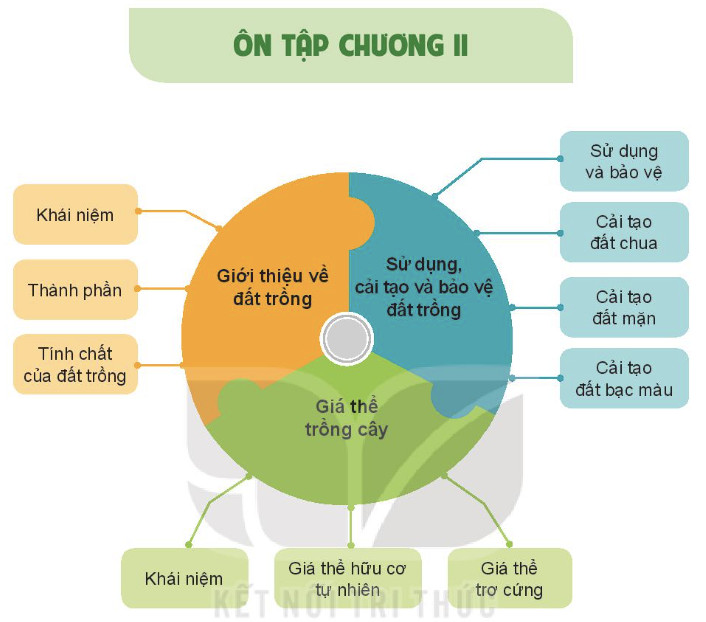 ÔN TẬP CHƯƠNG II
Khái niệm
Thành phần
Tính chất
của đất trồng
Giới thiệu về
đất trồng
Sử dụng,
cải tạo và bảo vệ
đất trồng
Sử dụng
và bảo vệ
Cải tạo
đất chua
Cải tạo
đất mặn
Cải tạo
đất bạc màu
Giá thể
trồng cây
Khái niệm
Giá thể hữu cơ
tự nhiên
Giá thể
trơ cứng
KẾT NỐI TRI THỨC